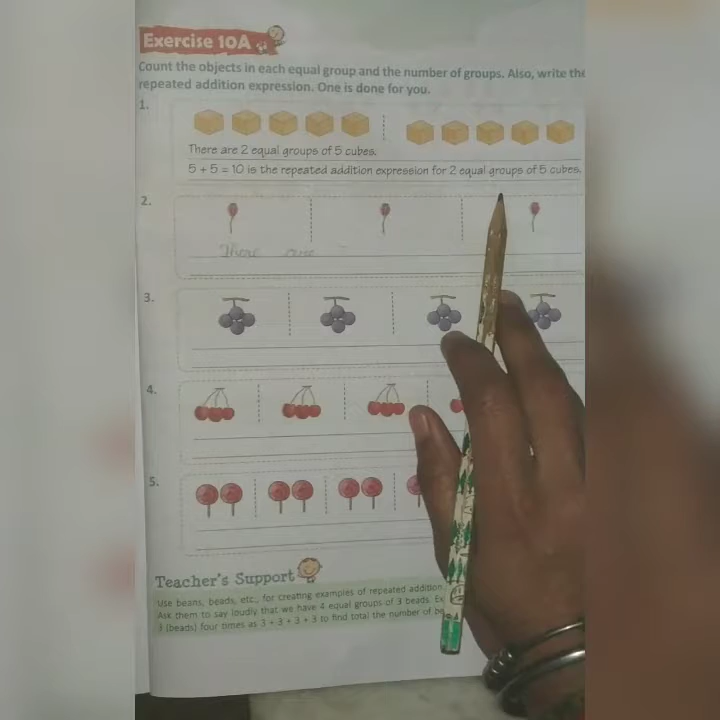 Exercise 10A
Count the objects in each equal group and the number of groups. Also, write the
repeated addition expression. One is done for you.
1.
There are 2 equal groups of 5 cubes.
5 + 5 = 10 is the repeated addition expression for 2 equal groups of 5 cubes.
2.
There are
3.
4.
5.
Teacher's Support
Use beans, beads, etc., for creating examples of repeated addition.
Ask them to say loudly that we have 4 equal groups of 3 beads.
3 (beads) four times as 3 + 3 + 3 + 3 to find total the number of